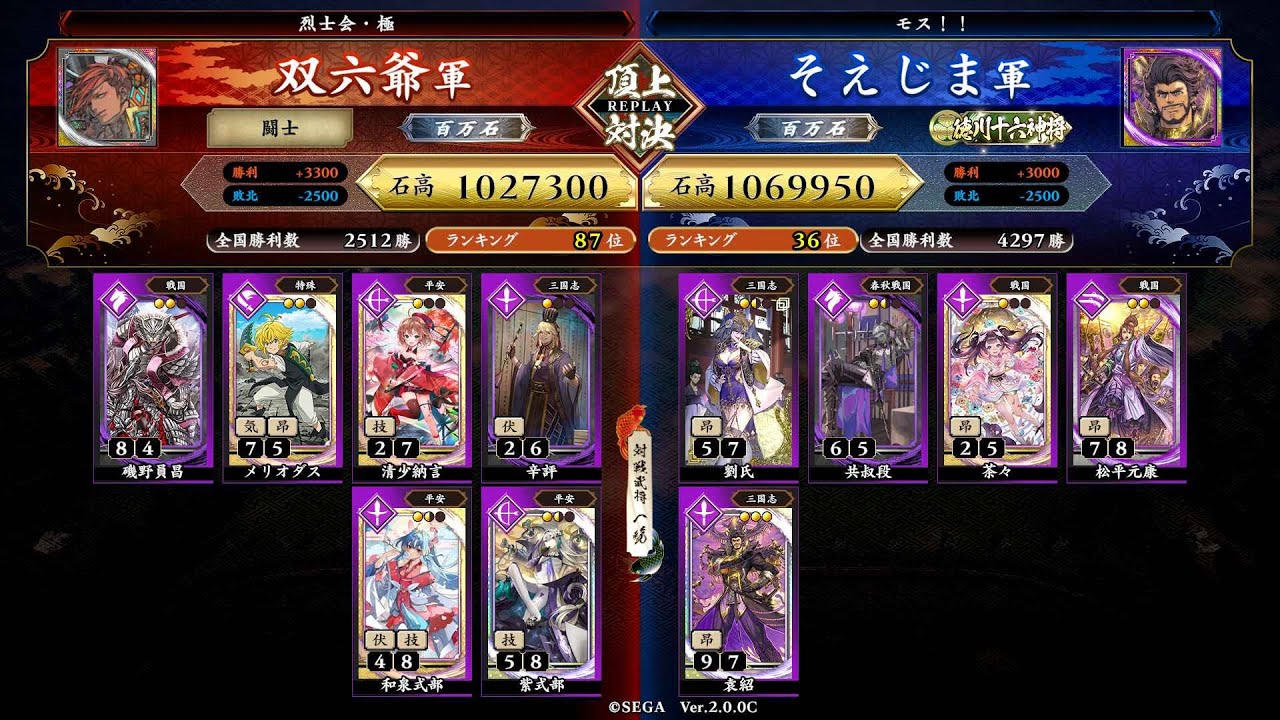 烈士会・極
モス！！
双六爺軍
頂上
REPLAY
対決
そえじま軍
闘士
百万石
百万石
徳川十六神将
勝利 +3300
敗北 -2500
石高 1027300
石高 1069950
勝利 +3000
敗北 -2500
全国勝利数 2512勝
ランキング 87位
ランキング 36位
全国勝利数 4297勝
戦国
8 4
磯野員昌
特殊
気 昂
7 5
メリオダス
平安
技
2 7
清少納言
三国志
伏
2 6
辛評
対戦武将一覧
三国志
昂
5 7
劉氏
春秋戦国
6 5
共叔段
戦国
昂
2 5
茶々
戦国
昂
7 8
松平元康
平安
伏 技
4 8
和泉式部
平安
技
5 8
紫式部
三国志
昂
9 7
袁紹
©SEGA Ver.2.0.0C